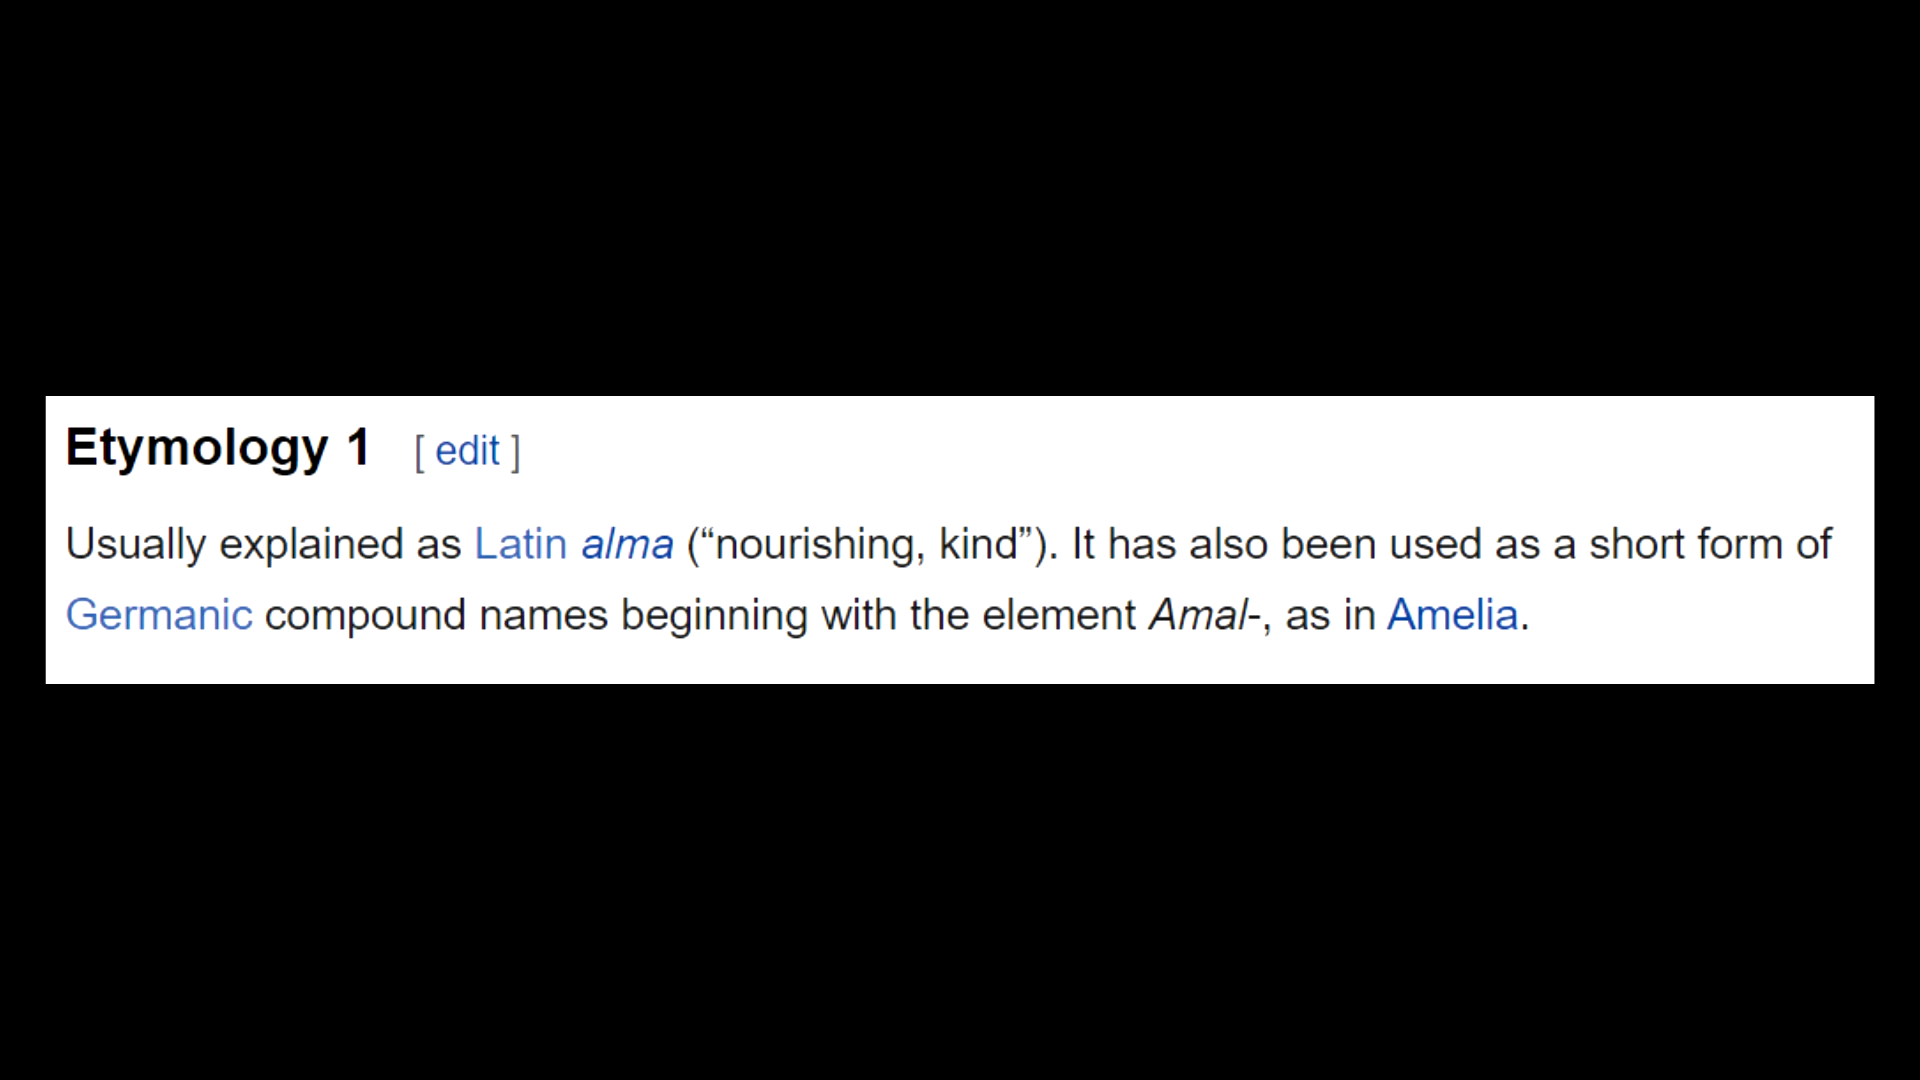 Etymology 1 [ edit ]
Usually explained as Latin alma (“nourishing, kind”). It has also been used as a short form of
Germanic compound names beginning with the element Amal-, as in Amelia.